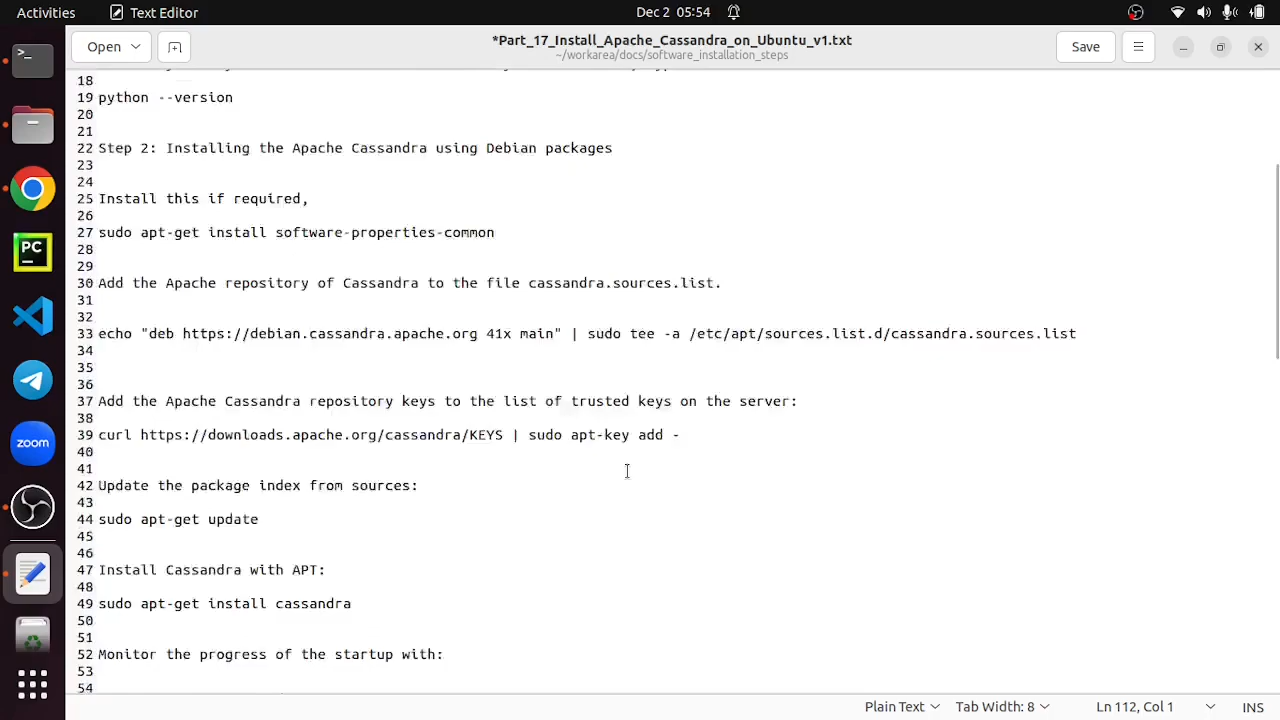 Activities
Text Editor
Dec 2 05:54
Open
*Part_17_Install_Apache_Cassandra_on_Ubuntu_v1.txt
~/workarea/docs/software_installation_steps
Save
18
19 python --version
20
21
22 Step 2: Installing the Apache Cassandra using Debian packages
23
24
25 Install this if required,
26
27 sudo apt-get install software-properties-common
28
29
30 Add the Apache repository of Cassandra to the file cassandra.sources.list.
31
32
33 echo "deb https://debian.cassandra.apache.org 41x main" | sudo tee -a /etc/apt/sources.list.d/cassandra.sources.list
34
35
36
37 Add the Apache Cassandra repository keys to the list of trusted keys on the server:
38
39 curl https://downloads.apache.org/cassandra/KEYS | sudo apt-key add -
40
41
42 Update the package index from sources:
43
44 sudo apt-get update
45
46
47 Install Cassandra with APT:
48
49 sudo apt-get install cassandra
50
51
52 Monitor the progress of the startup with:
53
54
PC
zoom
Plain Text
Tab Width: 8
Ln 112, Col 1
INS